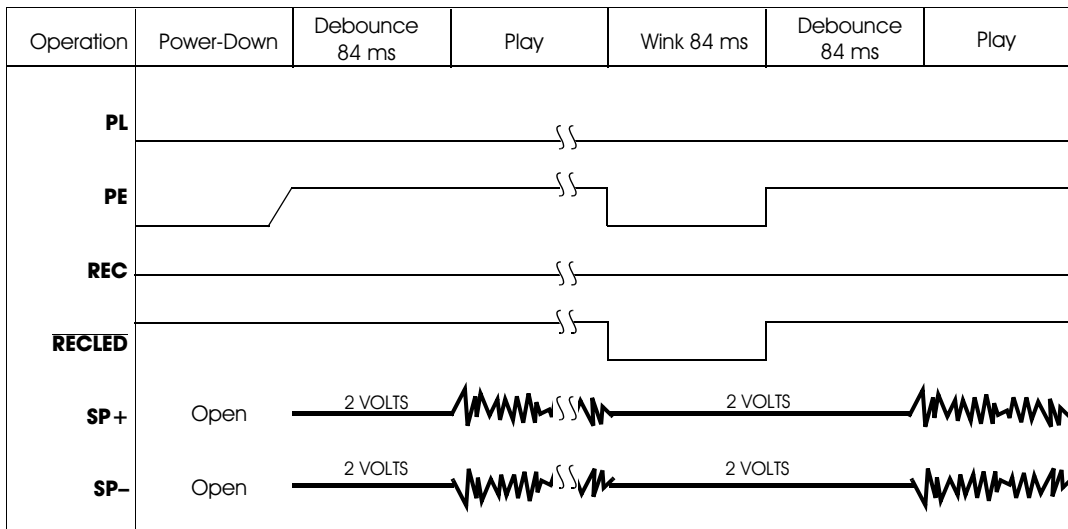 Operation Power-Down Debounce 84 ms Play Wink 84 ms Debounce 84 ms Play
PL
PE
REC
RECLED
SP+ Open 2 VOLTS 2 VOLTS
SP– Open 2 VOLTS 2 VOLTS